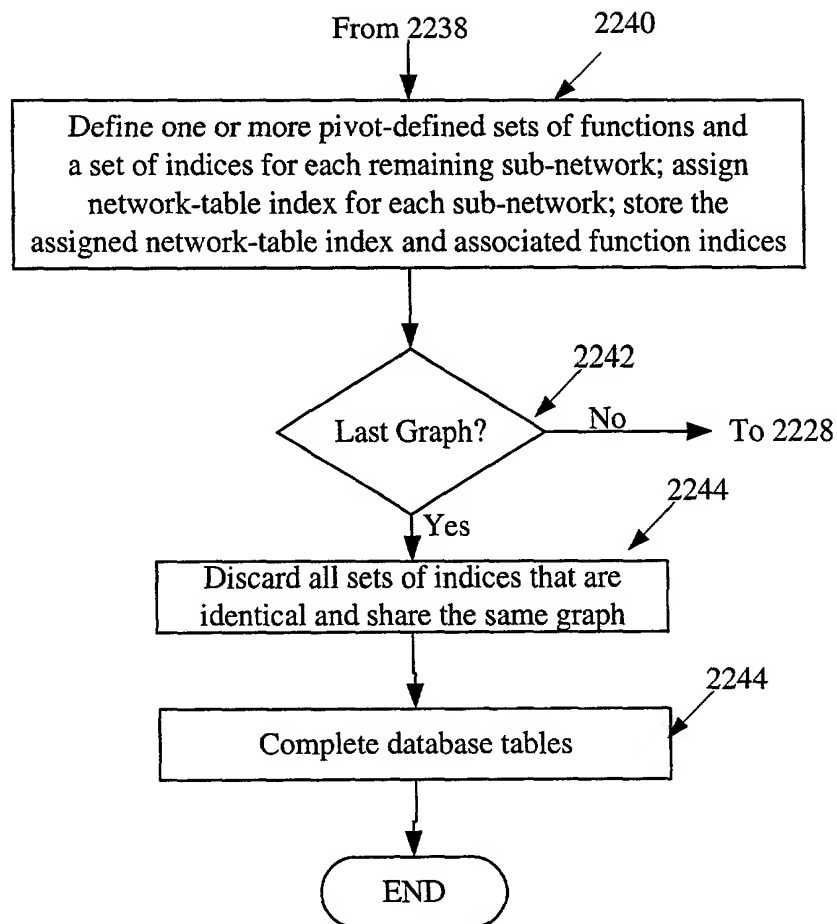 From 2238
2240
Define one or more pivot-defined sets of functions and
a set of indices for each remaining sub-network; assign
network-table index for each sub-network; store the
assigned network-table index and associated function indices
2242
Last Graph?
No
To 2228
Yes
2244
Discard all sets of indices that are
identical and share the same graph
2244
Complete database tables
END